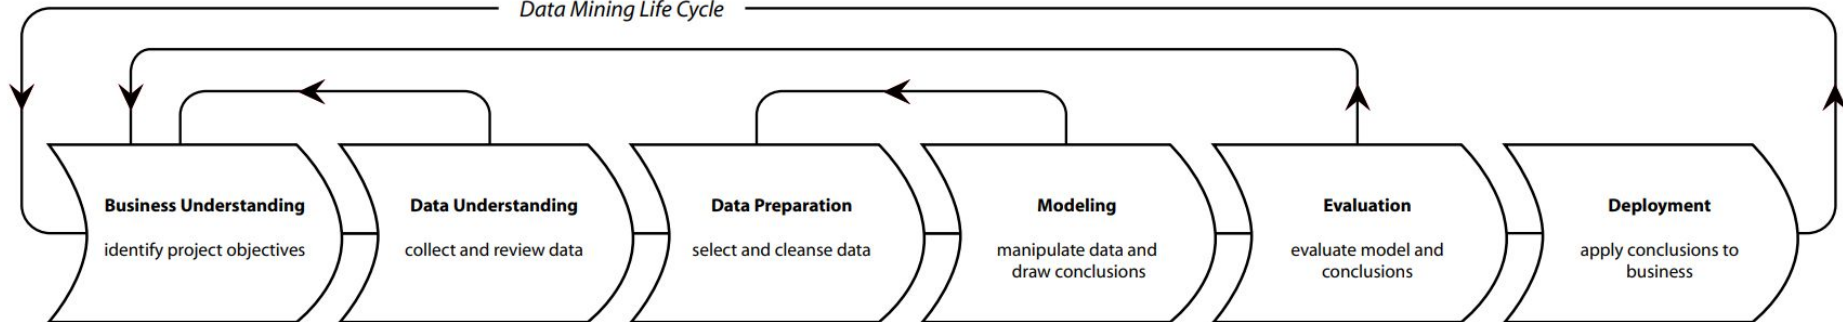 Data Mining Life Cycle
Business Understanding
identify project objectives
Data Understanding
collect and review data
Data Preparation
select and cleanse data
Modeling
manipulate data and
draw conclusions
Evaluation
evaluate model and
conclusions
Deployment
apply conclusions to
business